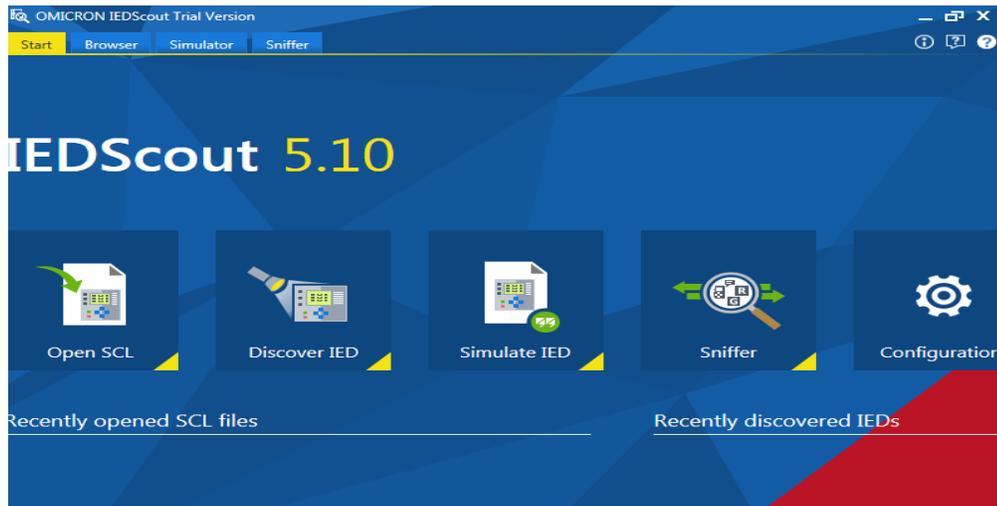 OMICRON IEDScout Trial Version
Start Browser Simulator Sniffer
IEDScout 5.10
Open SCL
Discover IED
Simulate IED
Sniffer
Configuration
Recently opened SCL files
Recently discovered IEDs